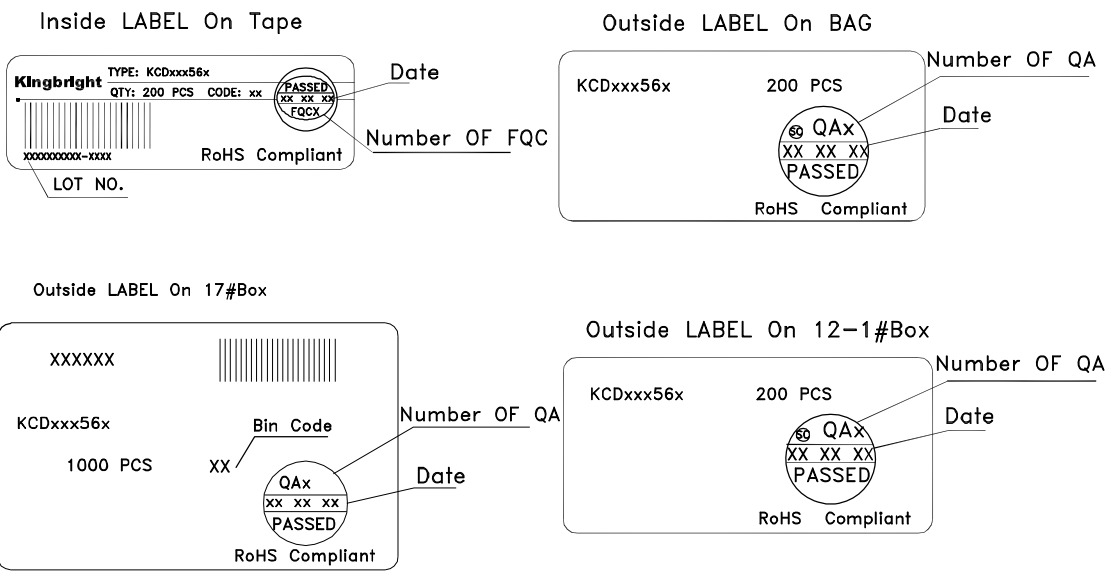 Inside LABEL On Tape
Kingbright
TYPE: KCDxxx56x
QTY: 200 PCS CODE: xx
PASSED
xx xx xx
FQCX
Date
Number OF FQC
XXXXXXXXXX-XXXX
RoHS Compliant
LOT NO.
Outside LABEL On BAG
KCDxxx56x
200 PCS
Number OF QA
SC QAx
Date
XX XX XX
PASSED
RoHS Compliant
Outside LABEL On 17#Box
XXXXXX
KCDxxx56x
Bin Code
1000 PCS
XX
Number OF QA
QAx
Date
XX XX XX
PASSED
RoHS Compliant
Outside LABEL On 12-1#Box
KCDxxx56x
200 PCS
Number OF QA
SC QAx
Date
XX XX XX
PASSED
RoHS Compliant